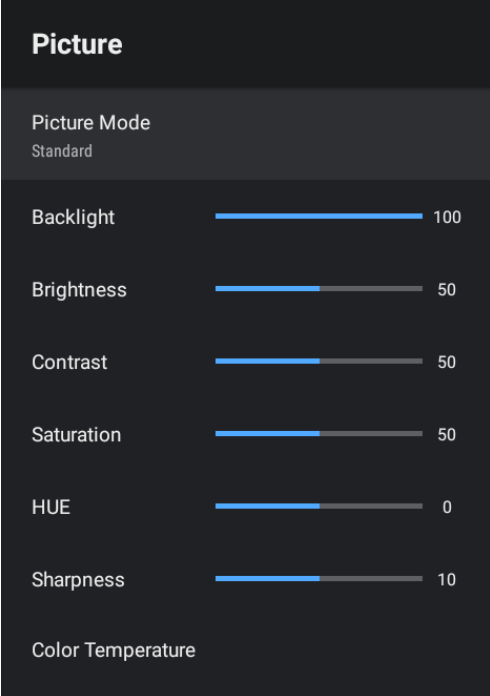 Picture
Picture Mode
Standard
Backlight 100
Brightness 50
Contrast 50
Saturation 50
HUE 0
Sharpness 10
Color Temperature